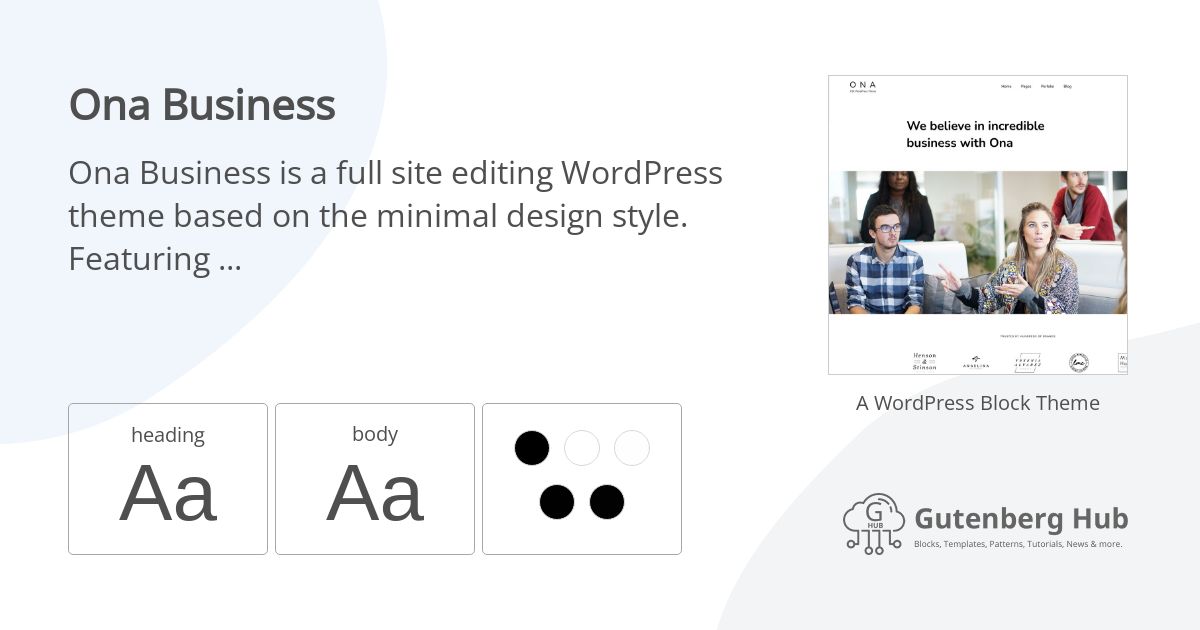 Ona Business
Ona Business is a full site editing WordPress
theme based on the minimal design style.
Featuring ...
heading
Aa
body
Aa
ONA
Home Pages Portfolio Blog
We believe in incredible
business with Ona
TRUSTED BY HUNDREDS OF BRANDS
Henson
&
Stinson
ANGELINA
A WordPress Block Theme
G
HUB
Gutenberg Hub
Blocks, Templates, Patterns, Tutorials, News & more.